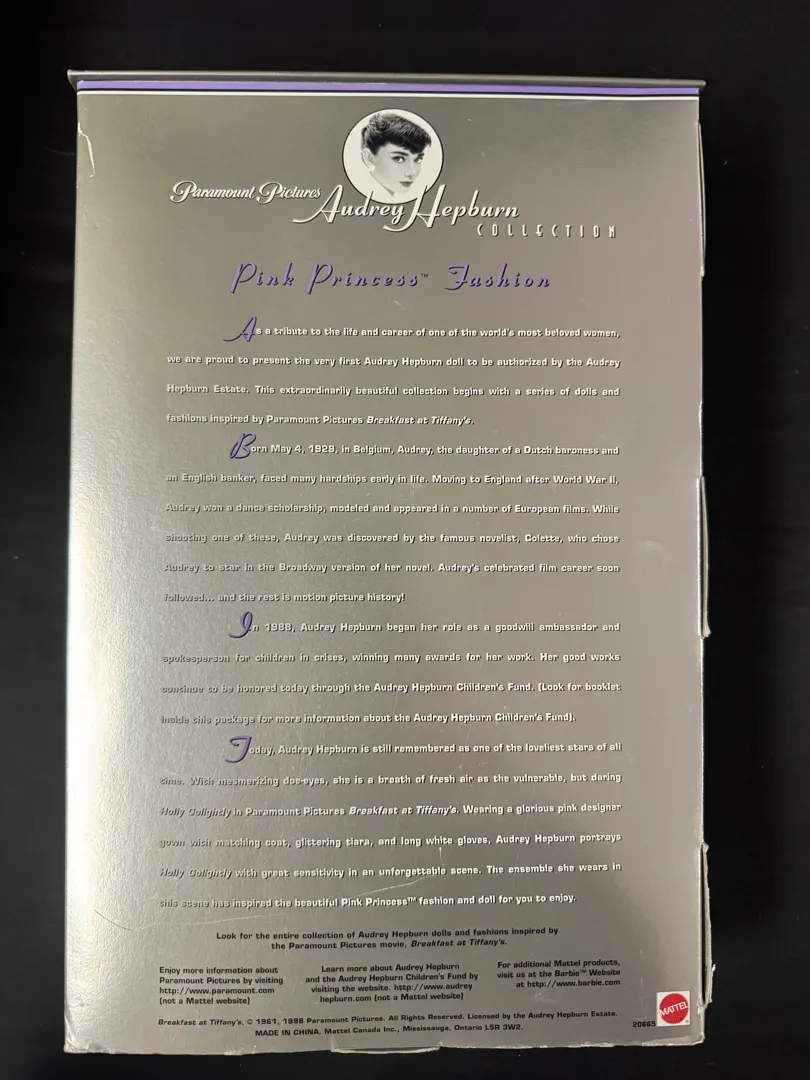 Paramount Pictures
Audrey Hepburn
COLLECTION
Pink Princess™ Fashion
As a tribute to the life and career of one of the world's most beloved women,
we are proud to present the very first Audrey Hepburn doll to be authorized by the Audrey
Hepburn Estate. This extraordinarily beautiful collection begins with a series of dolls and
fashions inspired by Paramount Pictures Breakfast at Tiffany's.
Born May 4, 1929, in Belgium, Audrey, the daughter of a Dutch baroness and
an English banker, faced many hardships early in life. Moving to England after World War II,
Audrey won a dance scholarship, modeled and appeared in a number of European films. While
shooting one of these, Audrey was discovered by the famous novelist, Colette, who chose
Audrey to star in the Broadway version of her novel. Audrey's celebrated film career soon
followed... and the rest is motion picture history!
In 1988, Audrey Hepburn began her role as a goodwill ambassador and
spokesperson for children in crises, winning many awards for her work. Her good works
continue to be honored today through the Audrey Hepburn Children's Fund. (Look for booklet
inside this package for more information about the Audrey Hepburn Children's Fund).
Today, Audrey Hepburn is still remembered as one of the loveliest stars of all
time. With mesmerizing doe-eyes, she is a breath of fresh air as the vulnerable, but daring
Holly Golightly in Paramount Pictures Breakfast at Tiffany's. Wearing a glorious pink designer
gown with matching coat, glittering tiara, and long white gloves, Audrey Hepburn portrays
Holly Golightly with great sensitivity in an unforgettable scene. The ensemble she wears in
this scene has inspired the beautiful Pink Princess™ fashion and doll for you to enjoy.
Look for the entire collection of Audrey Hepburn dolls and fashions inspired by
the Paramount Pictures movie, Breakfast at Tiffany's.
Enjoy more information about
Paramount Pictures by visiting
http://www.paramount.com
(not a Mattel website)
Learn more about Audrey Hepburn
and the Audrey Hepburn Children's Fund by
visiting the website. http://www.audrey
hepburn.com (not a Mattel website)
For additional Mattel products,
visit us at the Barbie™ Website
at http://www.barbie.com
Breakfast at Tiffany's, © 1961, 1998 Paramount Pictures. All Rights Reserved. Licensed by the Audrey Hepburn Estate.
MADE IN CHINA. Mattel Canada Inc., Mississauga, Ontario L5R 3W2.
20665
MATTEL